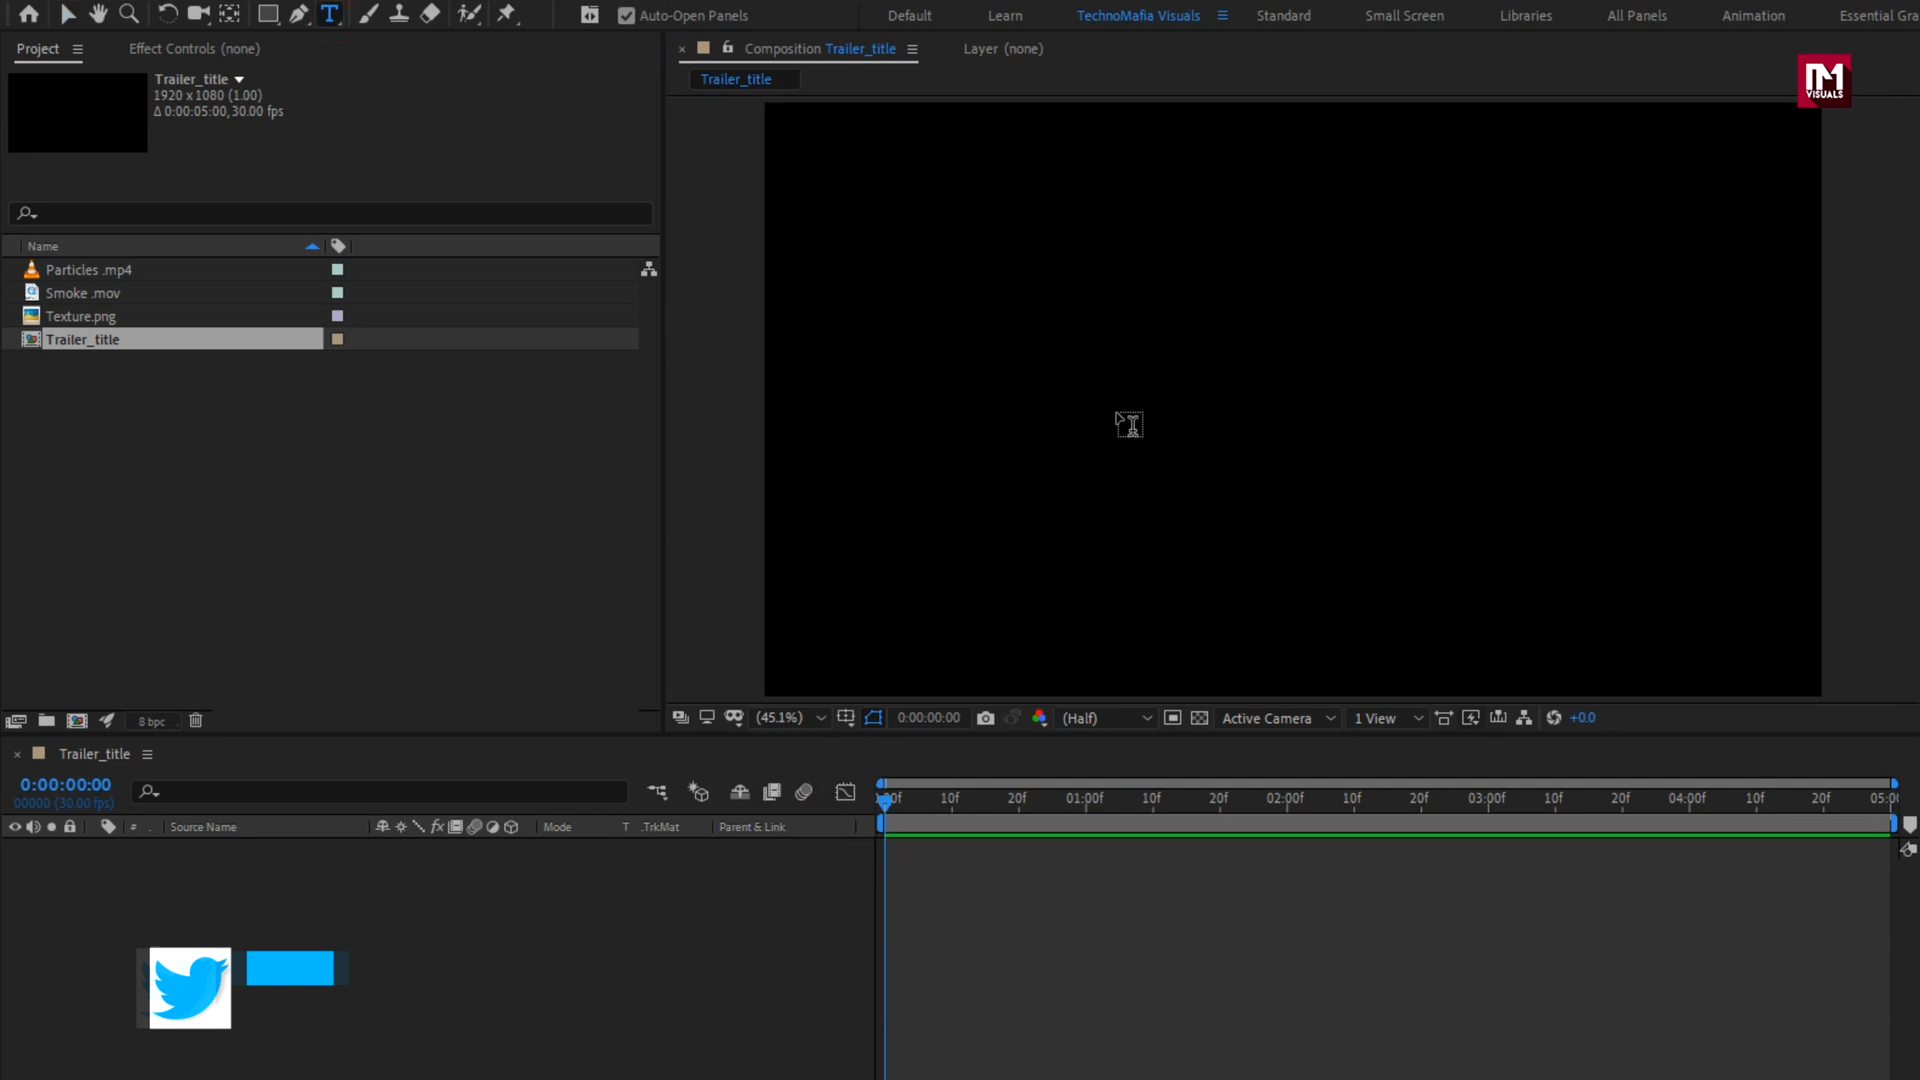 Auto-Open Panels
Default
Learn
TechnoMafia Visuals
Standard
Small Screen
Libraries
All Panels
Animation
Essential Gra
Project
Effect Controls (none)
Composition Trailer_title
Layer (none)
Trailer_title
1920 x 1080 (1.00)
Δ 0:00:05:00, 30.00 fps
Trailer_title
TM
VISUALS
Name
Particles .mp4
Smoke .mov
Texture.png
Trailer_title
8 bpc
(45.1%)
0:00:00:00
(Half)
Active Camera
1 View
+0.0
Trailer_title
0:00:00:00
00000 (30.00 fps)
# . Source Name
Mode
T .TrkMat
Parent & Link
:00f 10f 20f 01:00f 10f 20f 02:00f 10f 20f 03:00f 10f 20f 04:00f 10f 20f 05:00